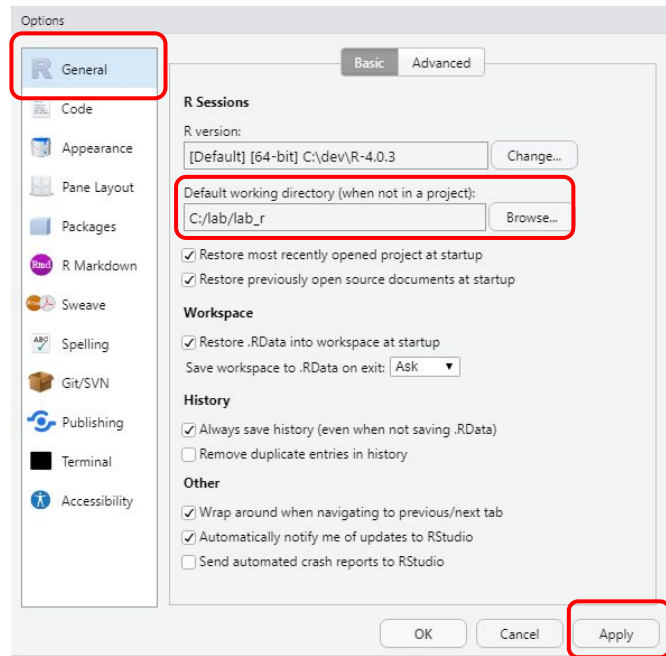 Options
General
Code
Appearance
Pane Layout
Packages
R Markdown
Sweave
Spelling
Git/SVN
Publishing
Terminal
Accessibility
Basic Advanced
R Sessions
R version:
[Default] [64-bit] C:\dev\R-4.0.3 Change...
Default working directory (when not in a project):
C:/lab/lab_r Browse...
Restore most recently opened project at startup
Restore previously open source documents at startup
Workspace
Restore .RData into workspace at startup
Save workspace to .RData on exit: Ask
History
Always save history (even when not saving .RData)
Remove duplicate entries in history
Other
Wrap around when navigating to previous/next tab
Automatically notify me of updates to RStudio
Send automated crash reports to RStudio
OK Cancel Apply